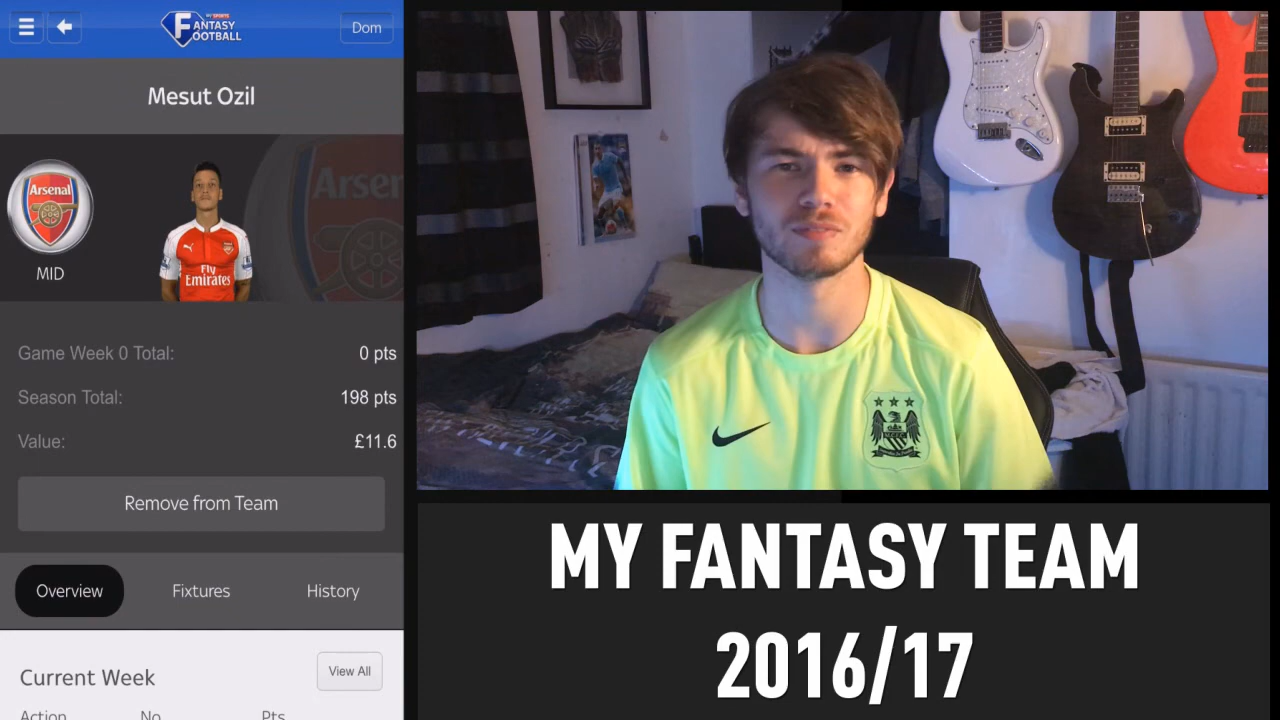 MY SPORTS
FANTASY
FOOTBALL
Dom
Mesut Ozil
Arsenal
MID
Fly
Emirates
Game Week 0 Total: 0 pts
Season Total: 198 pts
Value: £11.6
Remove from Team
Overview Fixtures History
Current Week View All
Action No Pts
MY FANTASY TEAM
2016/17